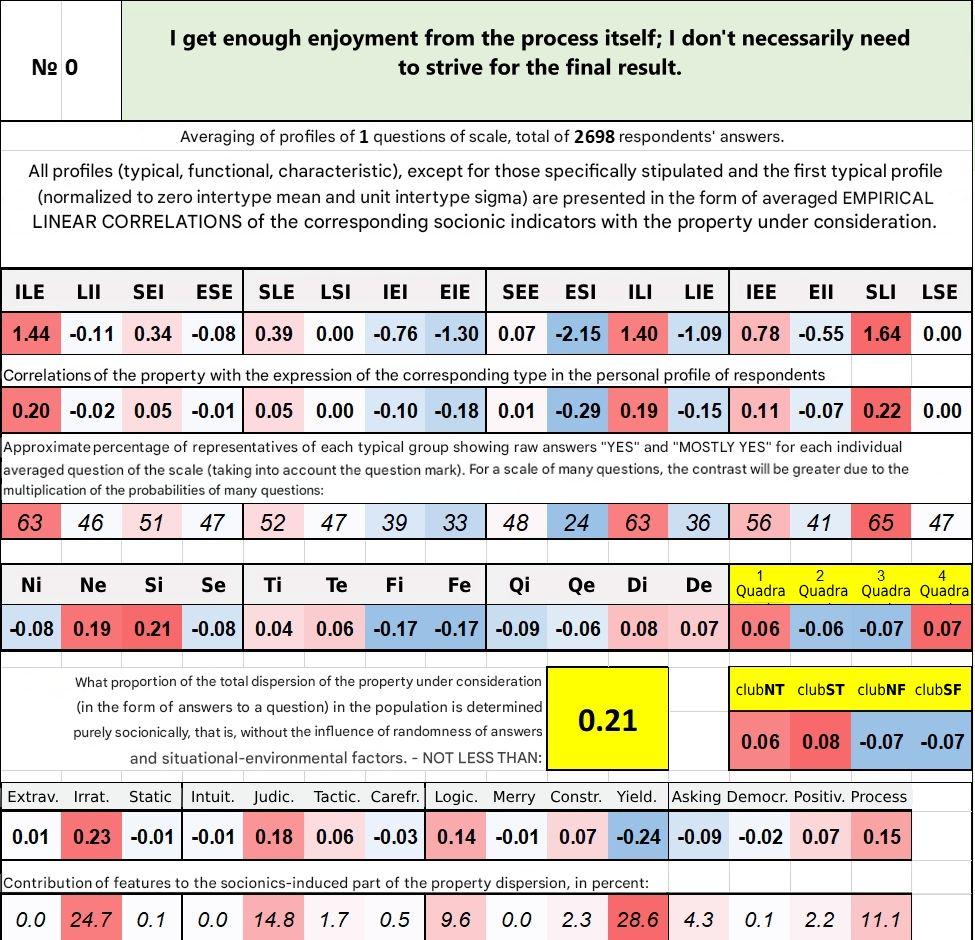 № 0
I get enough enjoyment from the process itself; I don't necessarily need
to strive for the final result.
Averaging of profiles of 1 questions of scale, total of 2698 respondents' answers.
All profiles (typical, functional, characteristic), except for those specifically stipulated and the first typical profile
(normalized to zero intertype mean and unit intertype sigma) are presented in the form of averaged EMPIRICAL
LINEAR CORRELATIONS of the corresponding socionic indicators with the property under consideration.
ILE LII SEI ESE SLE LSI IEI EIE SEE ESI ILI LIE IEE EII SLI LSE
1.44 -0.11 0.34 -0.08 0.39 0.00 -0.76 -1.30 0.07 -2.15 1.40 -1.09 0.78 -0.55 1.64 0.00
Correlations of the property with the expression of the corresponding type in the personal profile of respondents
0.20 -0.02 0.05 -0.01 0.05 0.00 -0.10 -0.18 0.01 -0.29 0.19 -0.15 0.11 -0.07 0.22 0.00
Approximate percentage of representatives of each typical group showing raw answers "YES" and "MOSTLY YES" for each individual
averaged question of the scale (taking into account the question mark). For a scale of many questions, the contrast will be greater due to the
multiplication of the probabilities of many questions:
63 46 51 47 52 47 39 33 48 24 63 36 56 41 65 47
Ni Ne Si Se Ti Te Fi Fe Qi Qe Di De 1 2 3 4
Quadra Quadra Quadra Quadra
-0.08 0.19 0.21 -0.08 0.04 0.06 -0.17 -0.17 -0.09 -0.06 0.08 0.07 0.06 -0.06 -0.07 0.07
What proportion of the total dispersion of the property under consideration
(in the form of answers to a question) in the population is determined
purely socionically, that is, without the influence of randomness of answers
and situational-environmental factors. - NOT LESS THAN:
0.21
clubNT clubST clubNF clubSF
0.06 0.08 -0.07 -0.07
Extrav. Irrat. Static Intuit. Judic. Tactic. Carefr. Logic. Merry Constr. Yield. Asking Democr. Positiv. Process
0.01 0.23 -0.01 -0.01 0.18 0.06 -0.03 0.14 -0.01 0.07 -0.24 -0.09 -0.02 0.07 0.15
Contribution of features to the socionics-induced part of the property dispersion, in percent:
0.0 24.7 0.1 0.0 14.8 1.7 0.5 9.6 0.0 2.3 28.6 4.3 0.1 2.2 11.1